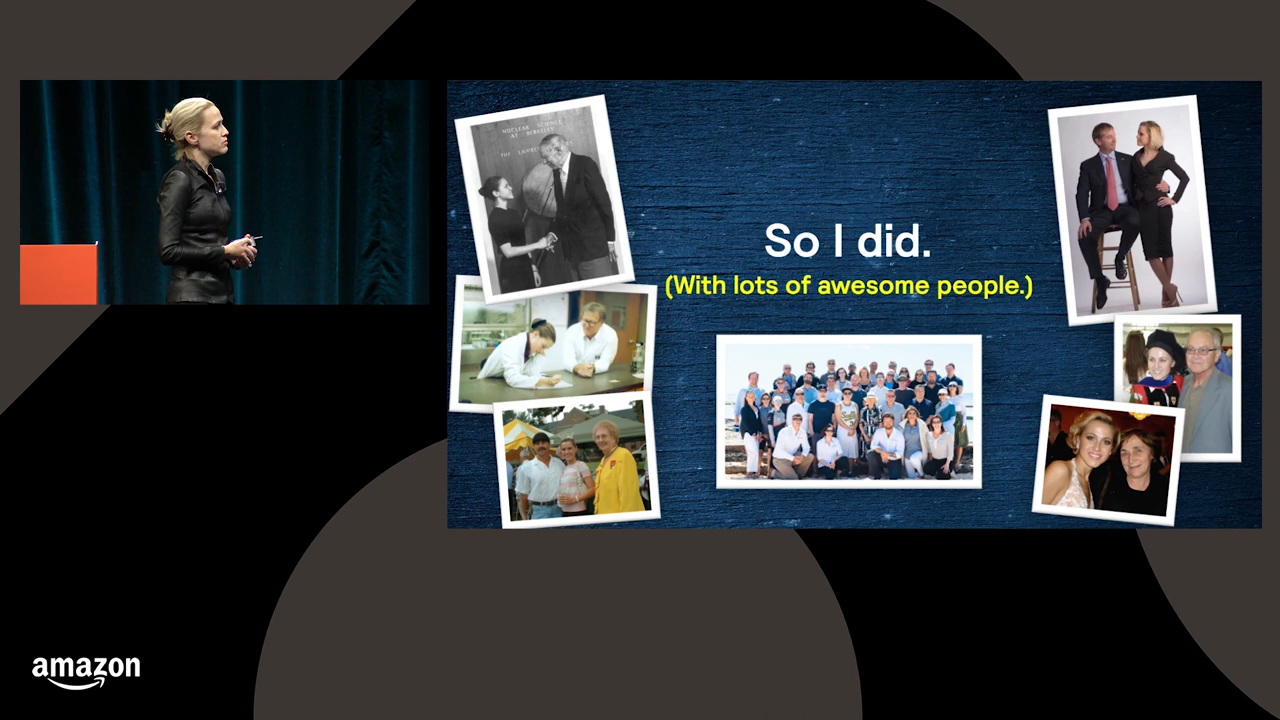 NUCLEAR SCIENCE
AT BERKELEY
So I did.
(With lots of awesome people.)
amazon